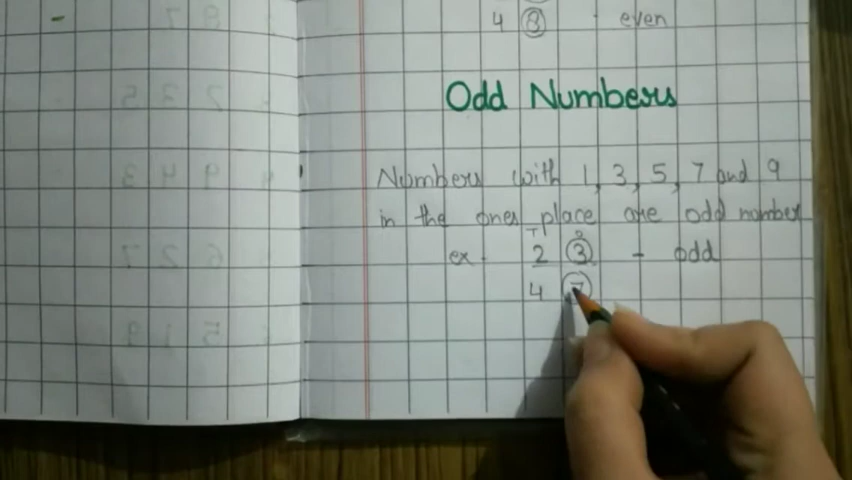 4 8 - even
Odd Numbers
Numbers with 1, 3, 5, 7 and 9
in the ones place are odd number
T O
ex - 2 3 - odd
4 7